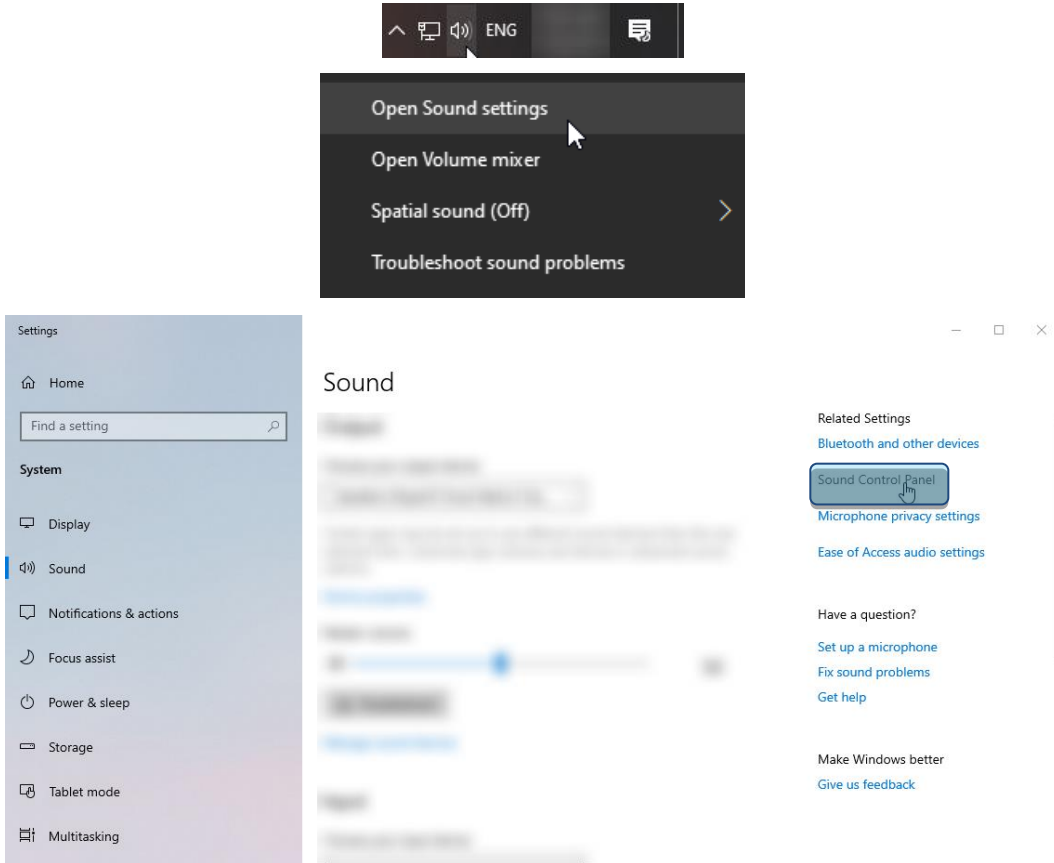 ENG
Open Sound settings
Open Volume mixer
Spatial sound (Off)
Troubleshoot sound problems
Settings
Home
Find a setting
System
Display
Sound
Notifications & actions
Focus assist
Power & sleep
Storage
Tablet mode
Multitasking
Sound
Related Settings
Bluetooth and other devices
Sound Control Panel
Microphone privacy settings
Ease of Access audio settings
Have a question?
Set up a microphone
Fix sound problems
Get help
Make Windows better
Give us feedback